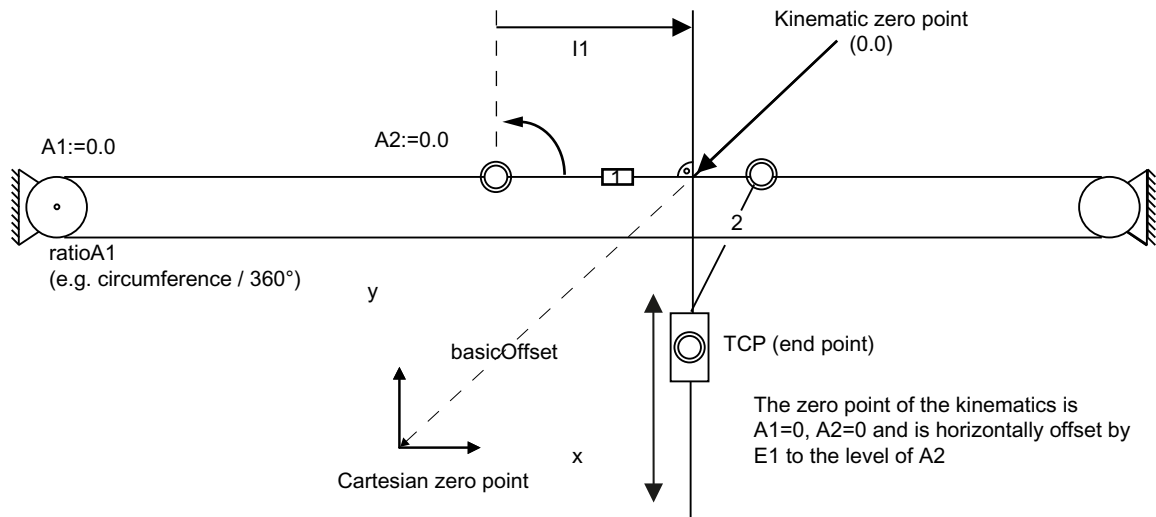 Kinematic zero point
(0.0)
l1
A1:=0.0
A2:=0.0
1
2
ratioA1
(e.g. circumference / 360°)
y
basicOffset
TCP (end point)
The zero point of the kinematics is
A1=0, A2=0 and is horizontally offset by
E1 to the level of A2
x
Cartesian zero point